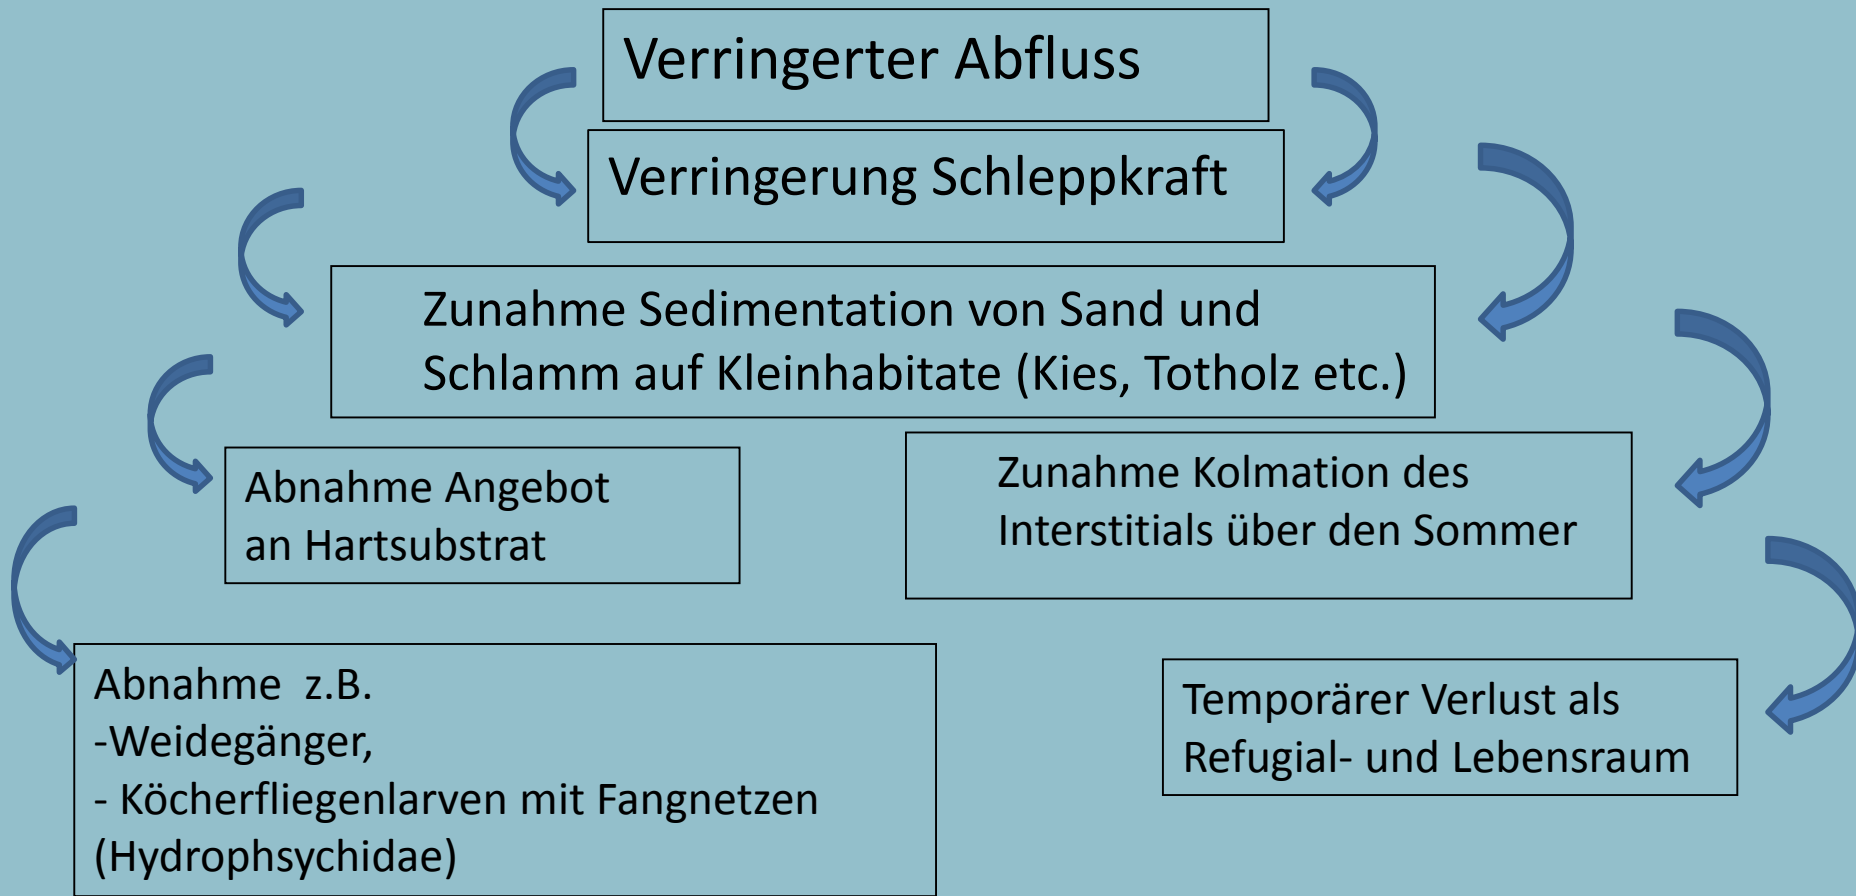 Verringerter Abfluss
Verringerung Schleppkraft
Zunahme Sedimentation von Sand und
Schlamm auf Kleinhabitate (Kies, Totholz etc.)
Abnahme Angebot
an Hartsubstrat
Zunahme Kolmation des
Interstitials über den Sommer
Abnahme  z.B.
-Weidegänger,
- Köcherfliegenlarven mit Fangnetzen
(Hydrophsychidae)
Temporärer Verlust als
Refugial- und Lebensraum